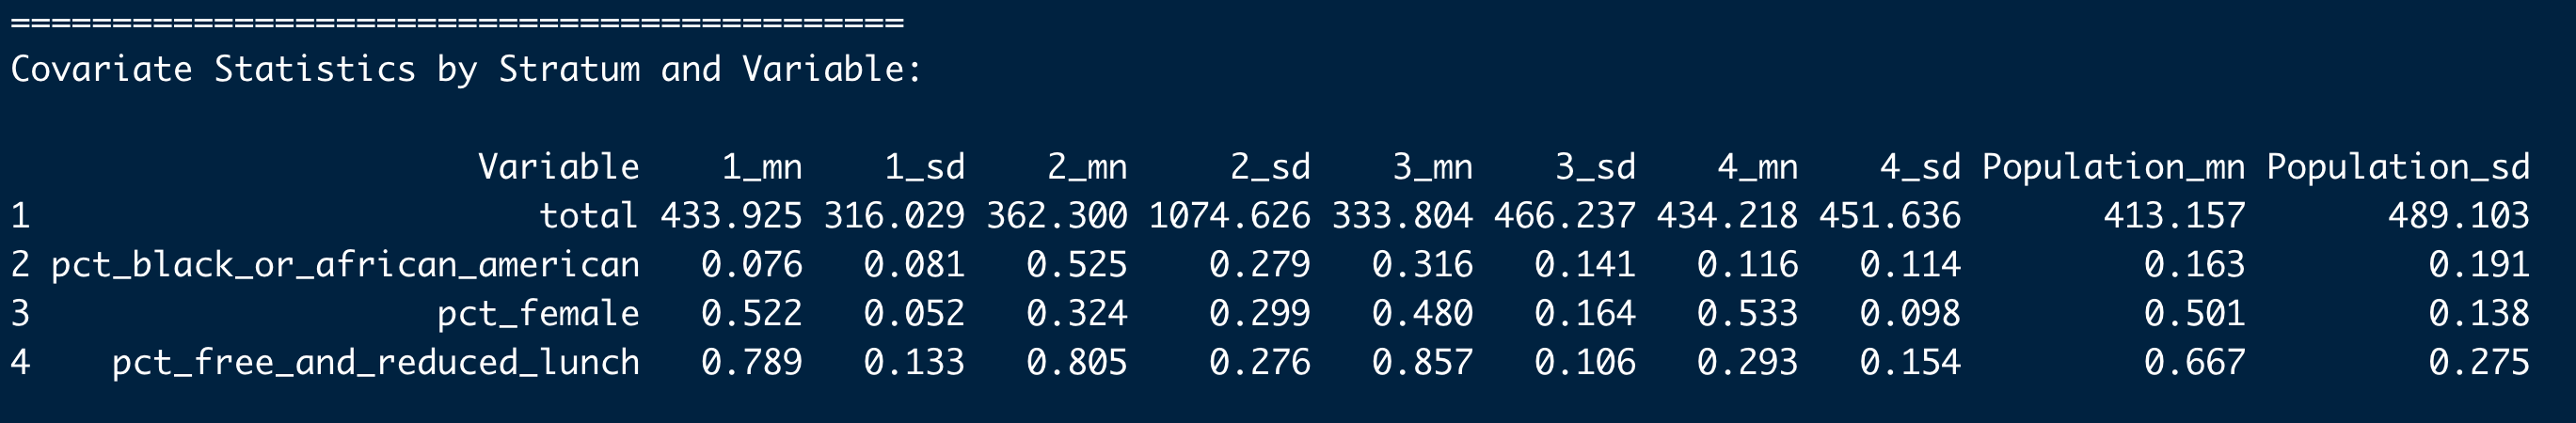 ============================================
Covariate Statistics by Stratum and Variable:
Variable 1_mn 1_sd 2_mn 2_sd 3_mn 3_sd 4_mn 4_sd Population_mn Population_sd
1 total 433.925 316.029 362.300 1074.626 333.804 466.237 434.218 451.636 413.157 489.103
2 pct_black_or_african_american 0.076 0.081 0.525 0.279 0.316 0.141 0.116 0.114 0.163 0.191
3 pct_female 0.522 0.052 0.324 0.299 0.480 0.164 0.533 0.098 0.501 0.138
4 pct_free_and_reduced_lunch 0.789 0.133 0.805 0.276 0.857 0.106 0.293 0.154 0.667 0.275